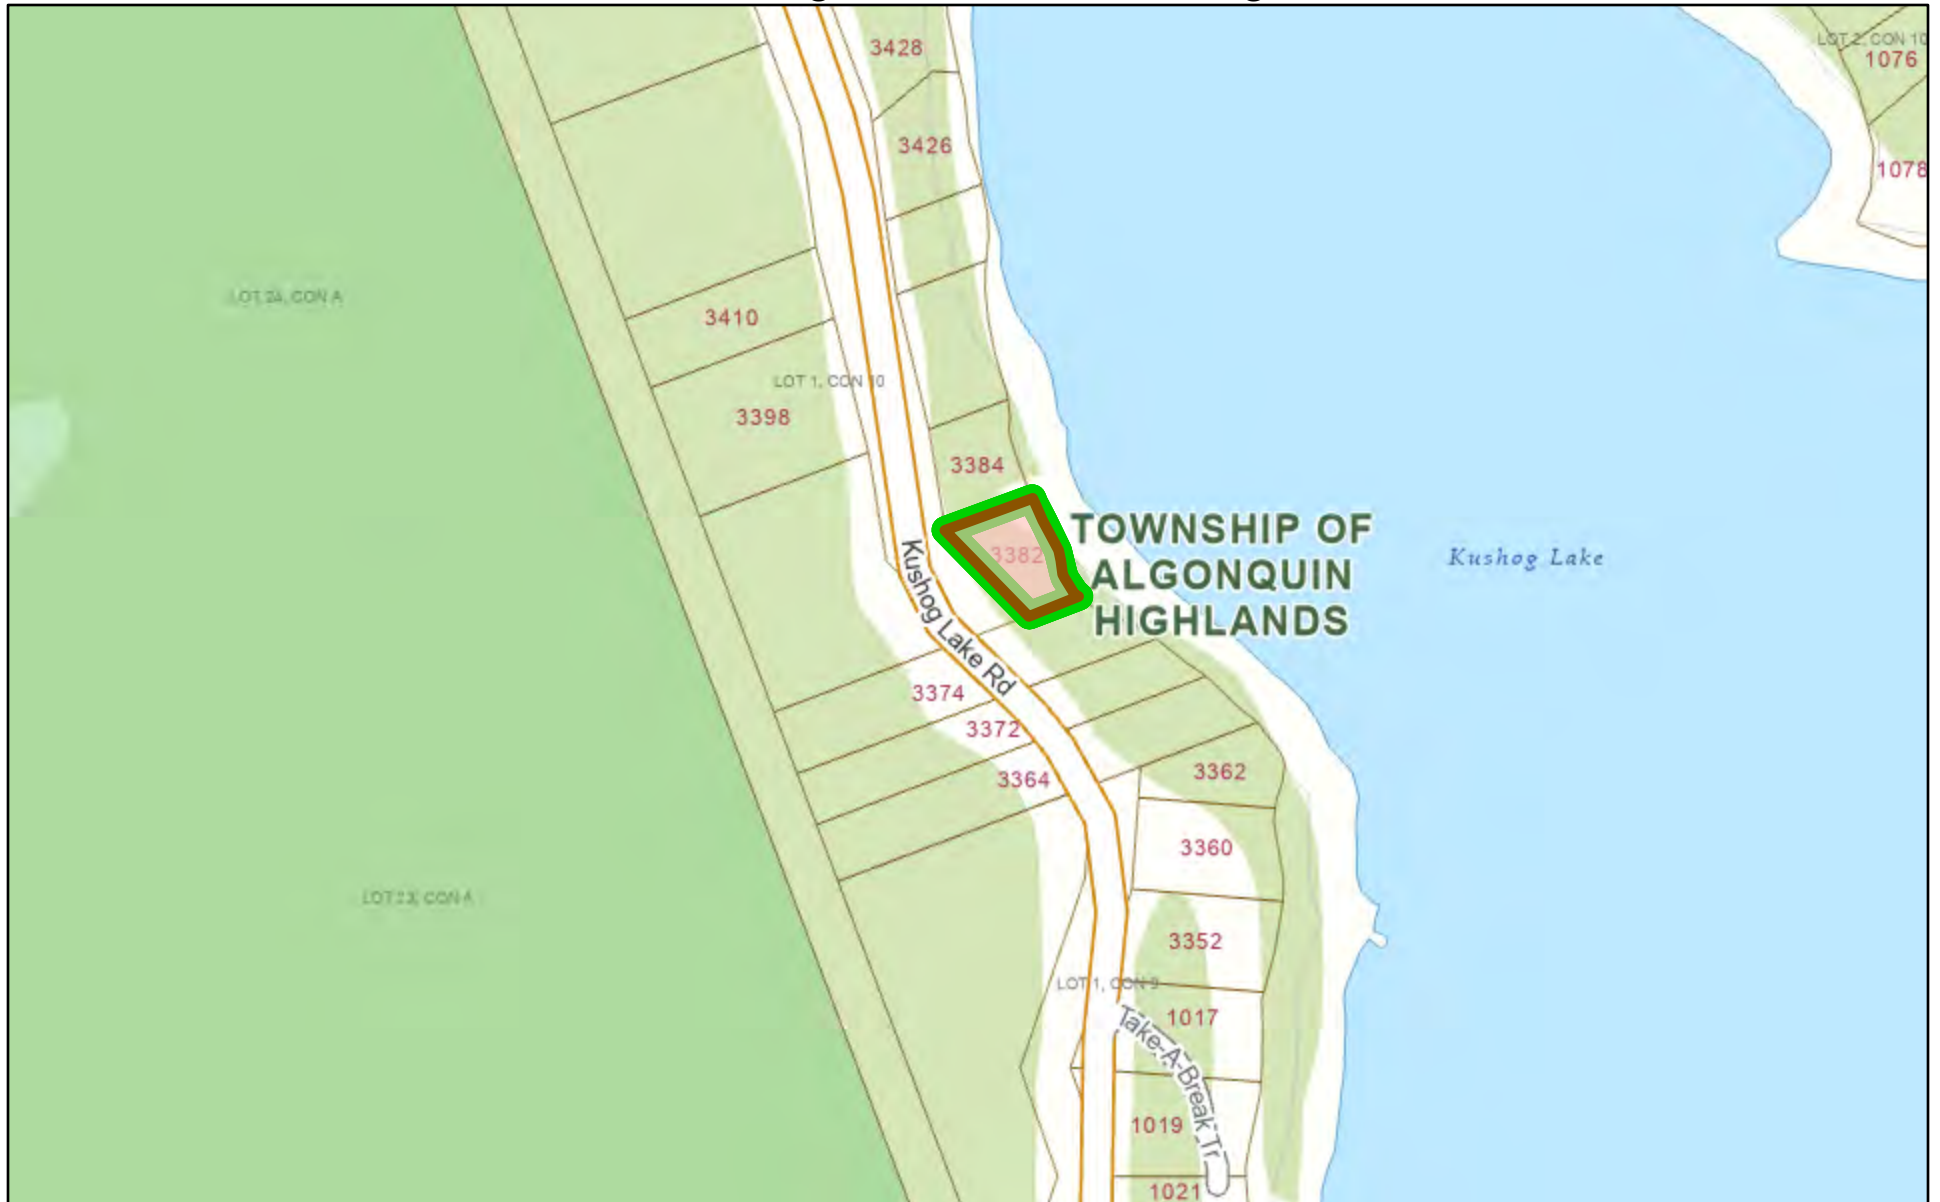 3428
LOT 2, CON 10
1076
3426
1078
LOT 24, CON A
3410
LOT 1, CON 10
3398
3384
TOWNSHIP OF
ALGONQUIN
HIGHLANDS
3382
Kushog Lake
Kushog Lake Rd
3374
3372
3364
3362
3360
LOT 23, CON A
3352
LOT 1, CON 9
1017
Take-A-Break Tr
1019
1021